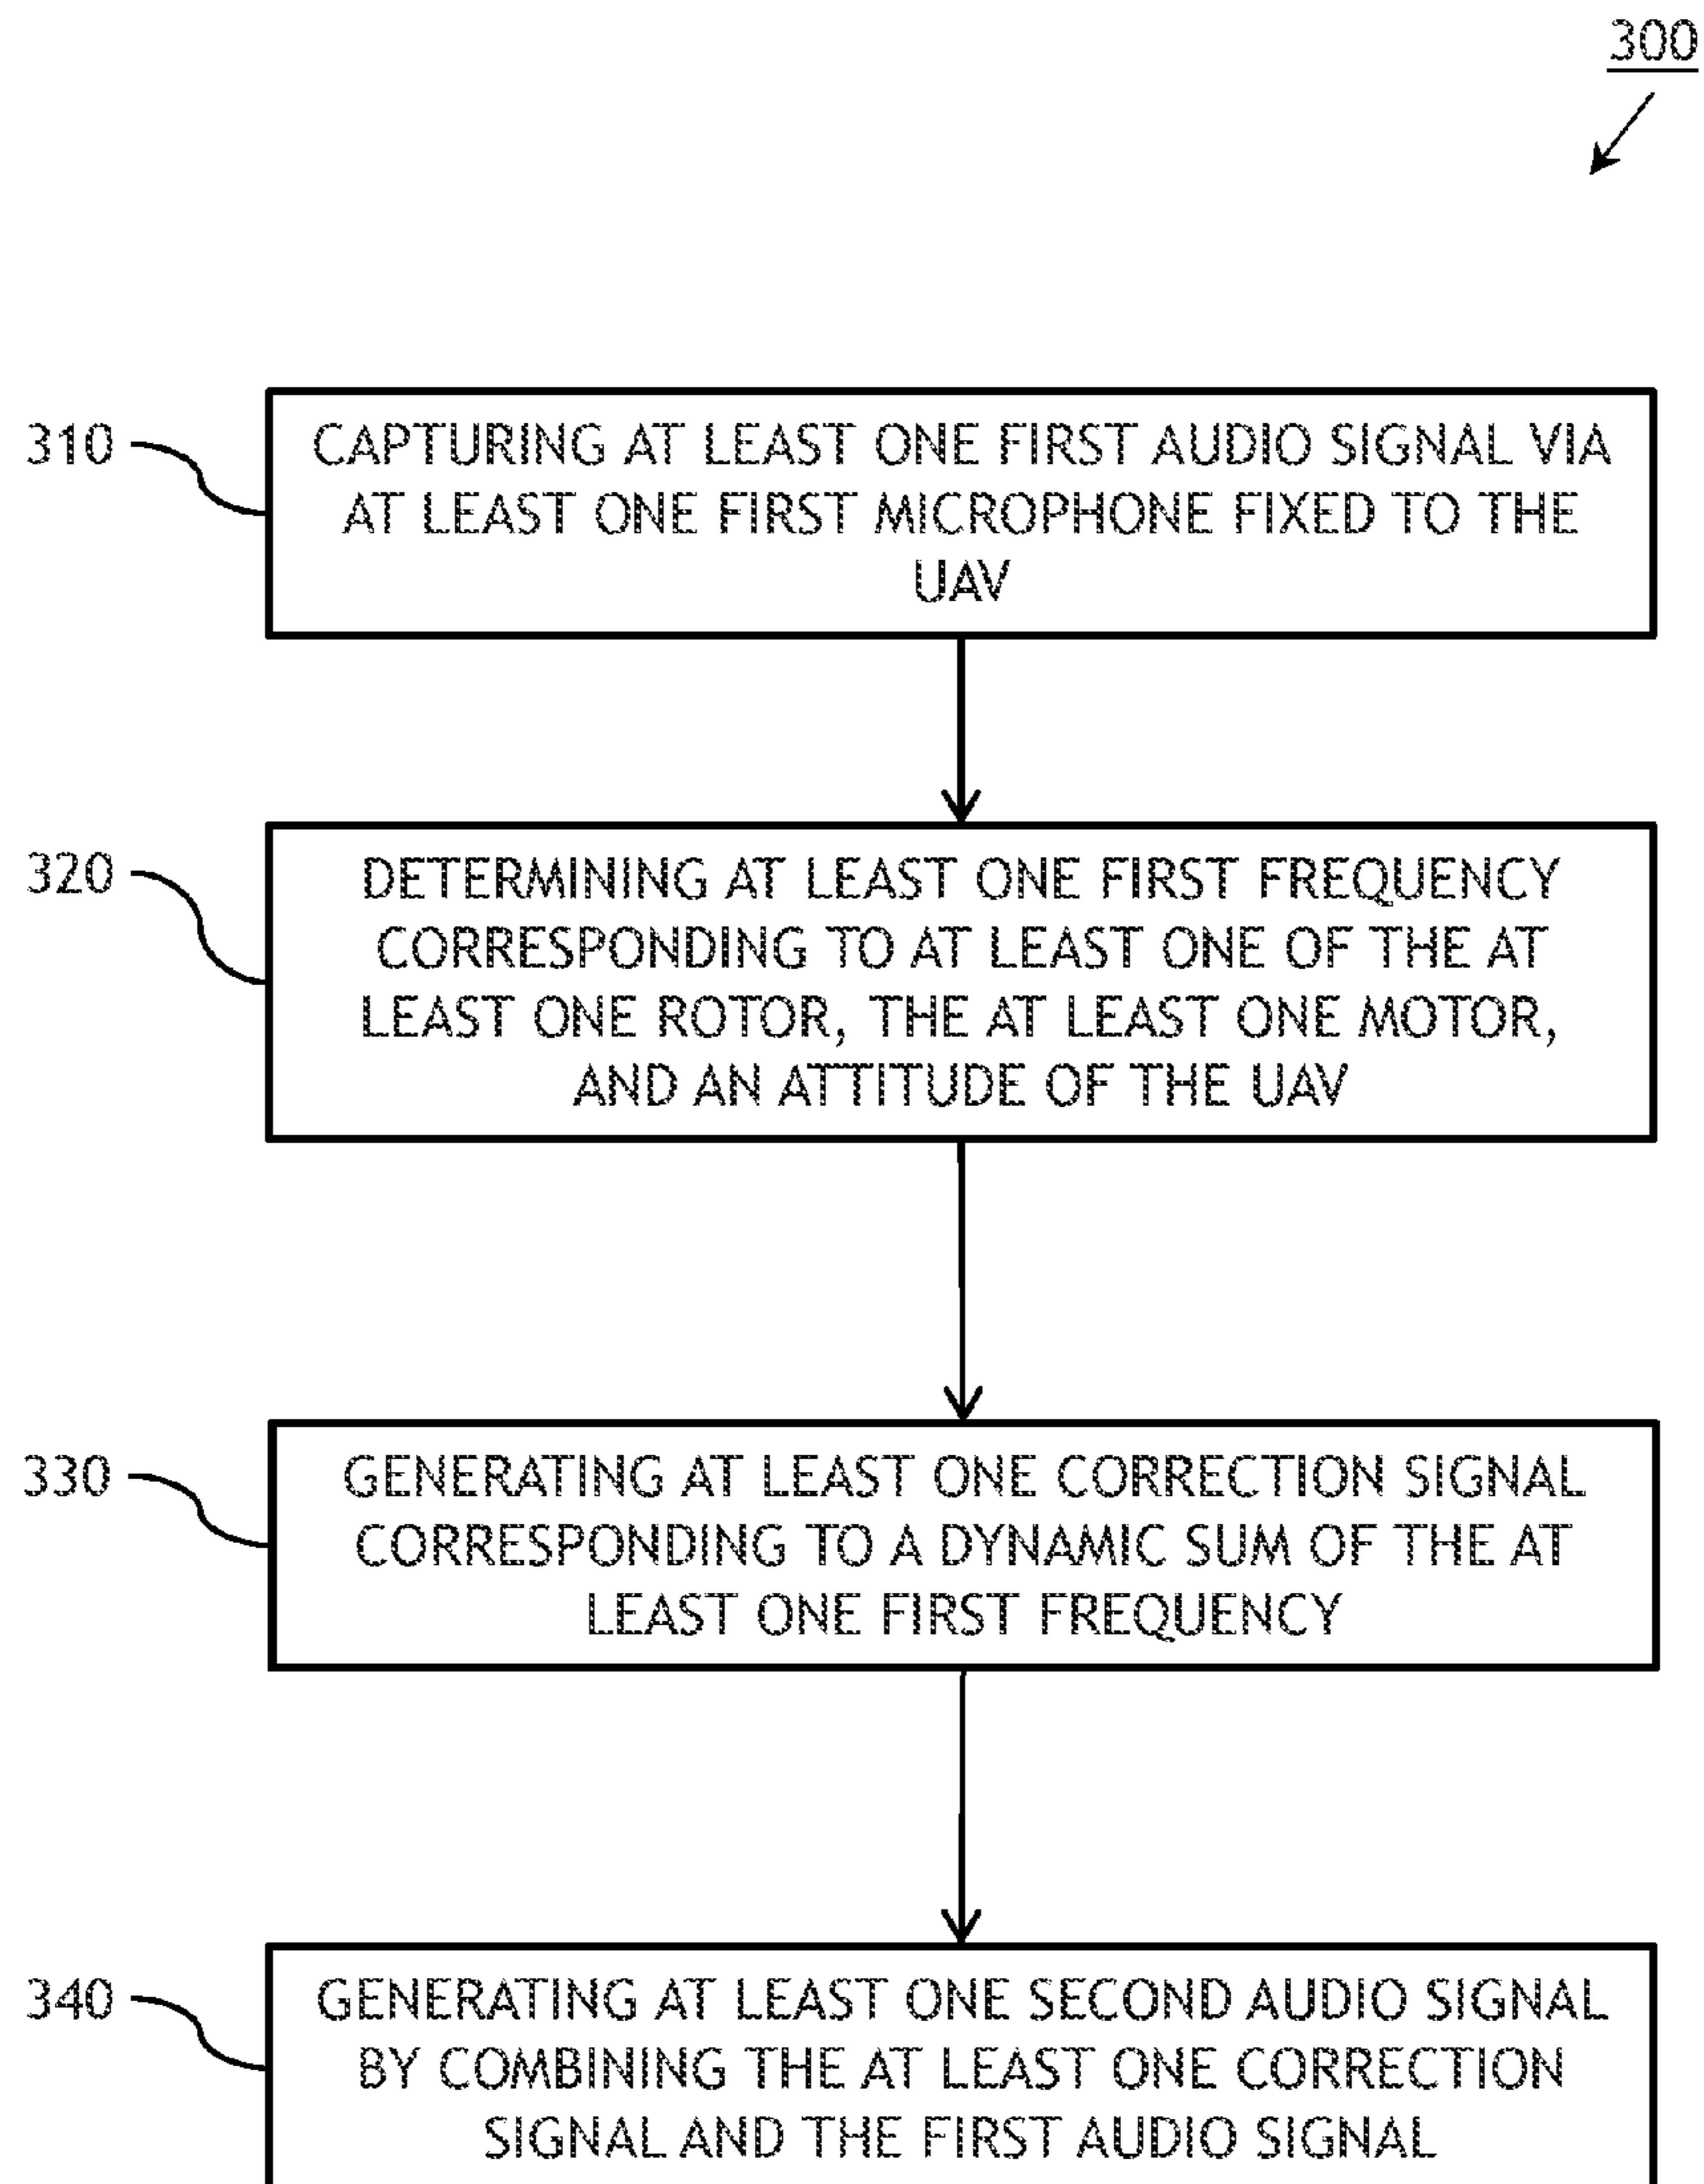 300
310
CAPTURING AT LEAST ONE FIRST AUDIO SIGNAL VIA
AT LEAST ONE FIRST MICROPHONE FIXED TO THE
UAV
320
DETERMINING AT LEAST ONE FIRST FREQUENCY
CORRESPONDING TO AT LEAST ONE OF THE AT
LEAST ONE ROTOR, THE AT LEAST ONE MOTOR,
AND AN ATTITUDE OF THE UAV
330
GENERATING AT LEAST ONE CORRECTION SIGNAL
CORRESPONDING TO A DYNAMIC SUM OF THE AT
LEAST ONE FIRST FREQUENCY
340
GENERATING AT LEAST ONE SECOND AUDIO SIGNAL
BY COMBINING THE AT LEAST ONE CORRECTION
SIGNAL AND THE FIRST AUDIO SIGNAL